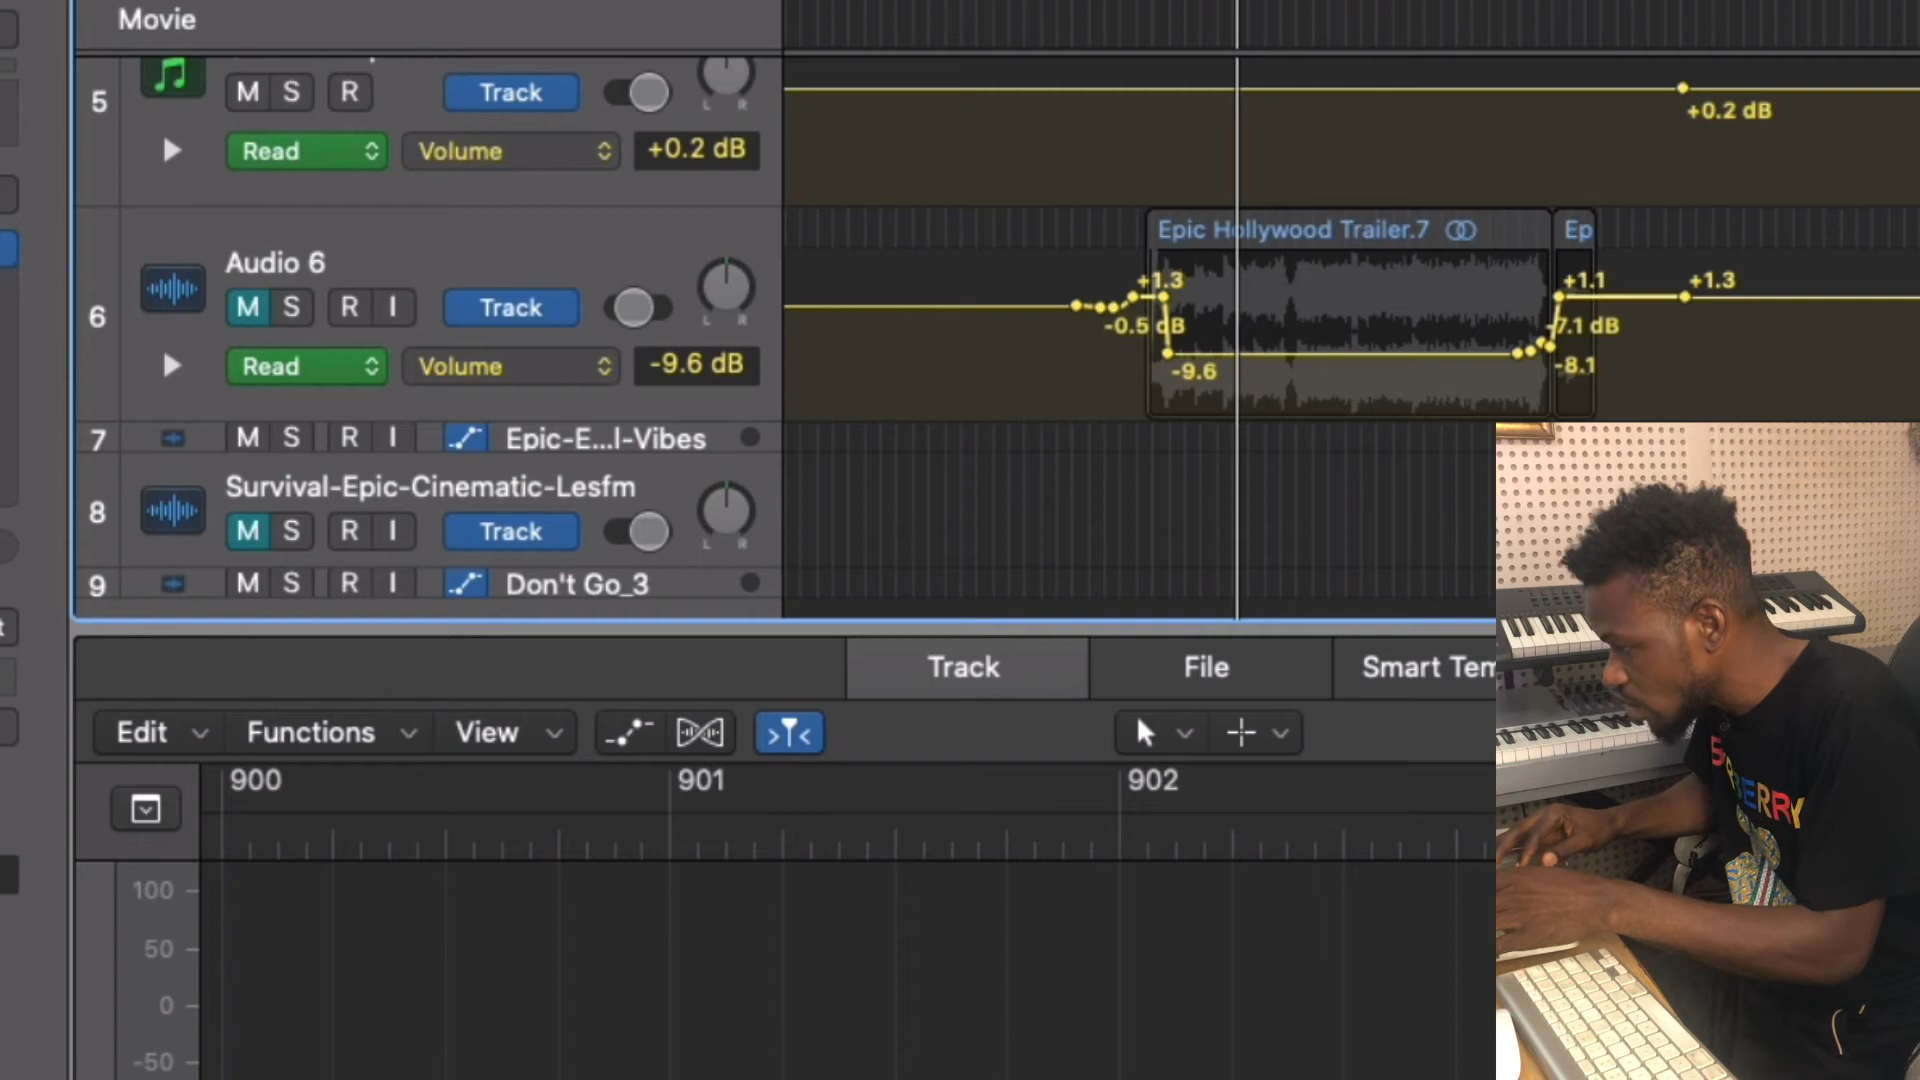 Movie
5
M S R Track
L R
Read Volume +0.2 dB
+0.2 dB
Epic Hollywood Trailer.7 Ep
6
Audio 6
M S R I Track
L R
Read Volume -9.6 dB
+1.3
-0.5 dB
-9.6
+1.1
-7.1 dB
-8.1
+1.3
7 M S R I Epic-E...l-Vibes
8
Survival-Epic-Cinematic-Lesfm
M S R I Track
L R
9 M S R I Don't Go_3
t
Track File Smart Tem
Edit Functions View
900 901 902
100
50
0
-50